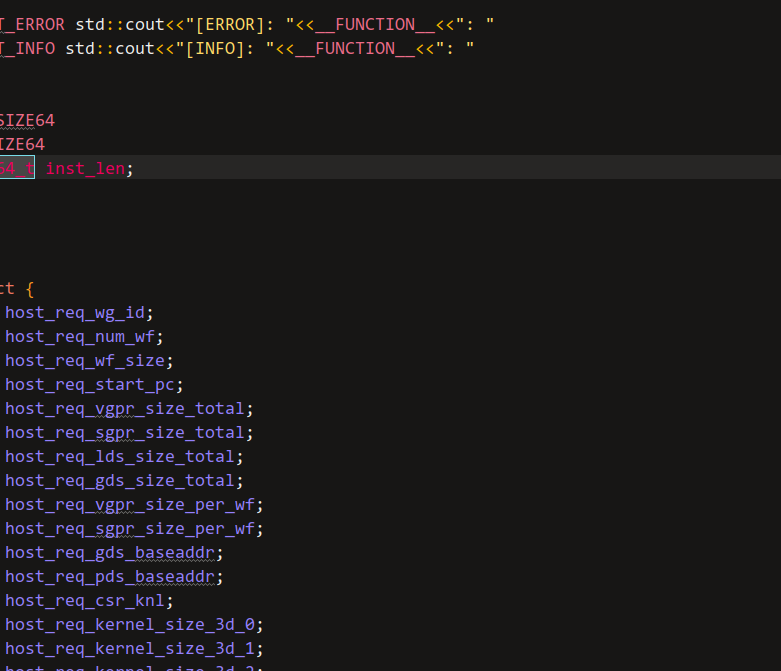 T_ERROR std::cout<<"[ERROR]: "<<__FUNCTION__<<": "
T_INFO std::cout<<"[INFO]: "<<__FUNCTION__<<": "
SIZE64
IZE64
64_t inst_len;
ct {
host_req_wg_id;
host_req_num_wf;
host_req_wf_size;
host_req_start_pc;
host_req_vgpr_size_total;
host_req_sgpr_size_total;
host_req_lds_size_total;
host_req_gds_size_total;
host_req_vgpr_size_per_wf;
host_req_sgpr_size_per_wf;
host_req_gds_baseaddr;
host_req_pds_baseaddr;
host_req_csr_knl;
host_req_kernel_size_3d_0;
host_req_kernel_size_3d_1;
host_req_kernel_size_3d_2;